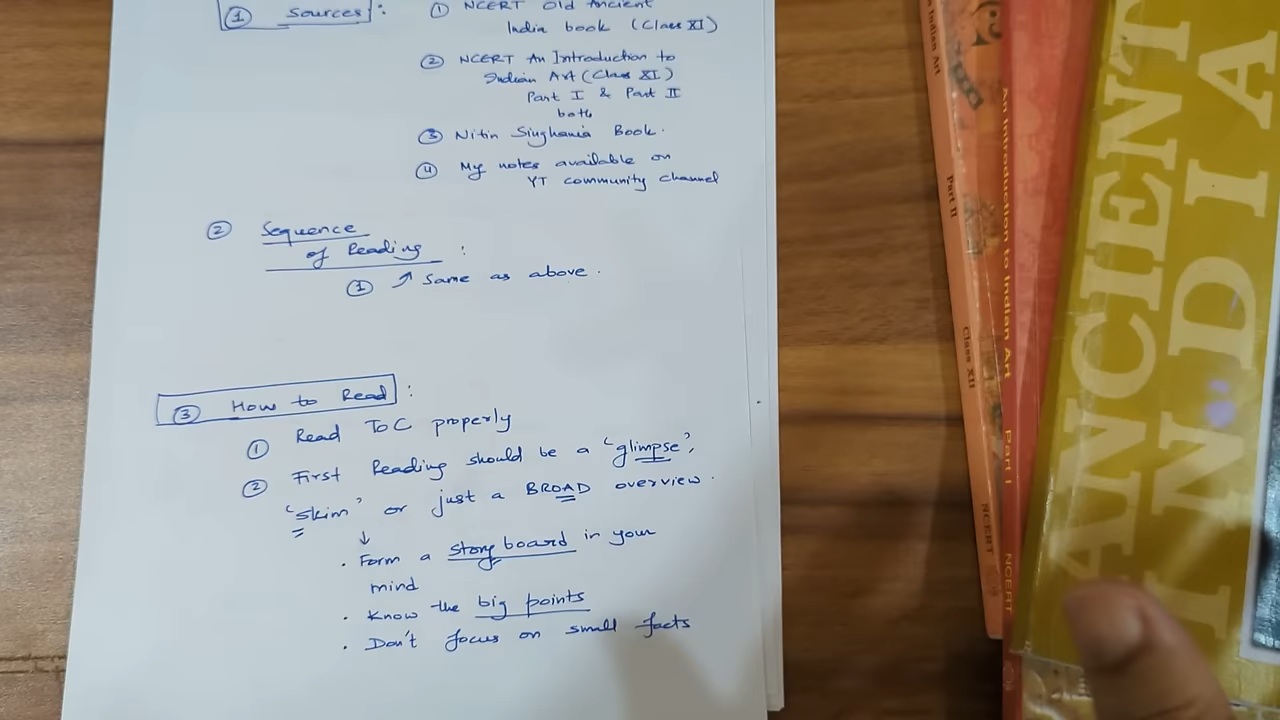 ① Sources :
① NCERT Old Ancient
India book (Class XI)
② NCERT An Introduction to
Indian Art (Class XI)
Part I & Part II
both
③ Nitin Singhania Book.
④ My notes available on
YT community channel
② Sequence
of Reading :
① ↗ Same as above.
③ How to Read :
① Read ToC properly
② First Reading should be a 'glimpse',
'skim' or just a BROAD overview.
↓
· Form a story board in your
mind
· Know the big points
· Don't focus on small facts
Indian Art
Part II
Class XII
NCERT
An Introduction to Indian Art
Part I
NCERT
ANCIENT
INDIA